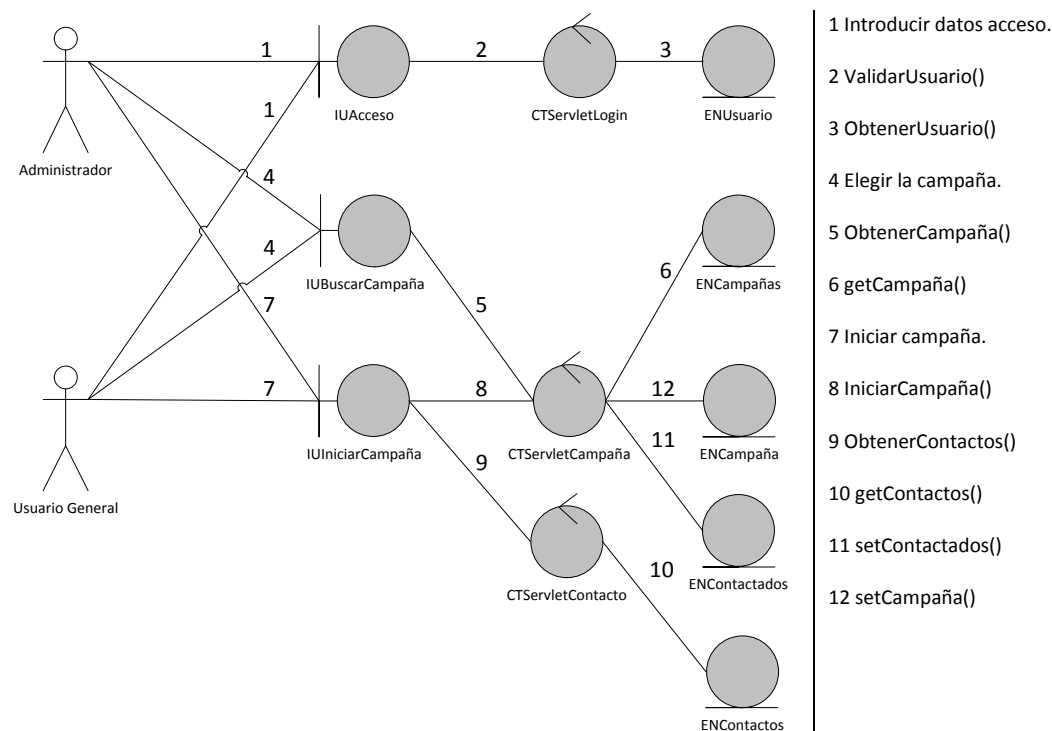 1 Introducir datos acceso.
1
2
3
IUAcceso
CTServletLogin
ENUsuario
2 ValidarUsuario()
1
3 ObtenerUsuario()
Administrador
4
4 Elegir la campaña.
4
5 ObtenerCampaña()
6
IUBuscarCampaña
ENCampañas
6 getCampaña()
7
5
7 Iniciar campaña.
7
8
12
8 IniciarCampaña()
11
IUIniciarCampaña
CTServletCampaña
ENCampaña
9
9 ObtenerContactos()
Usuario General
10 getContactos()
11 setContactados()
10
ENContactados
CTServletContacto
12 setCampaña()
ENContactos